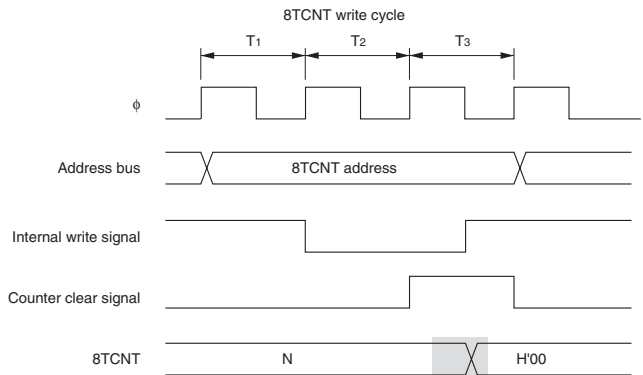 8TCNT write cycle
T1 T2 T3
φ
Address bus 8TCNT address
Internal write signal
Counter clear signal
8TCNT N H'00